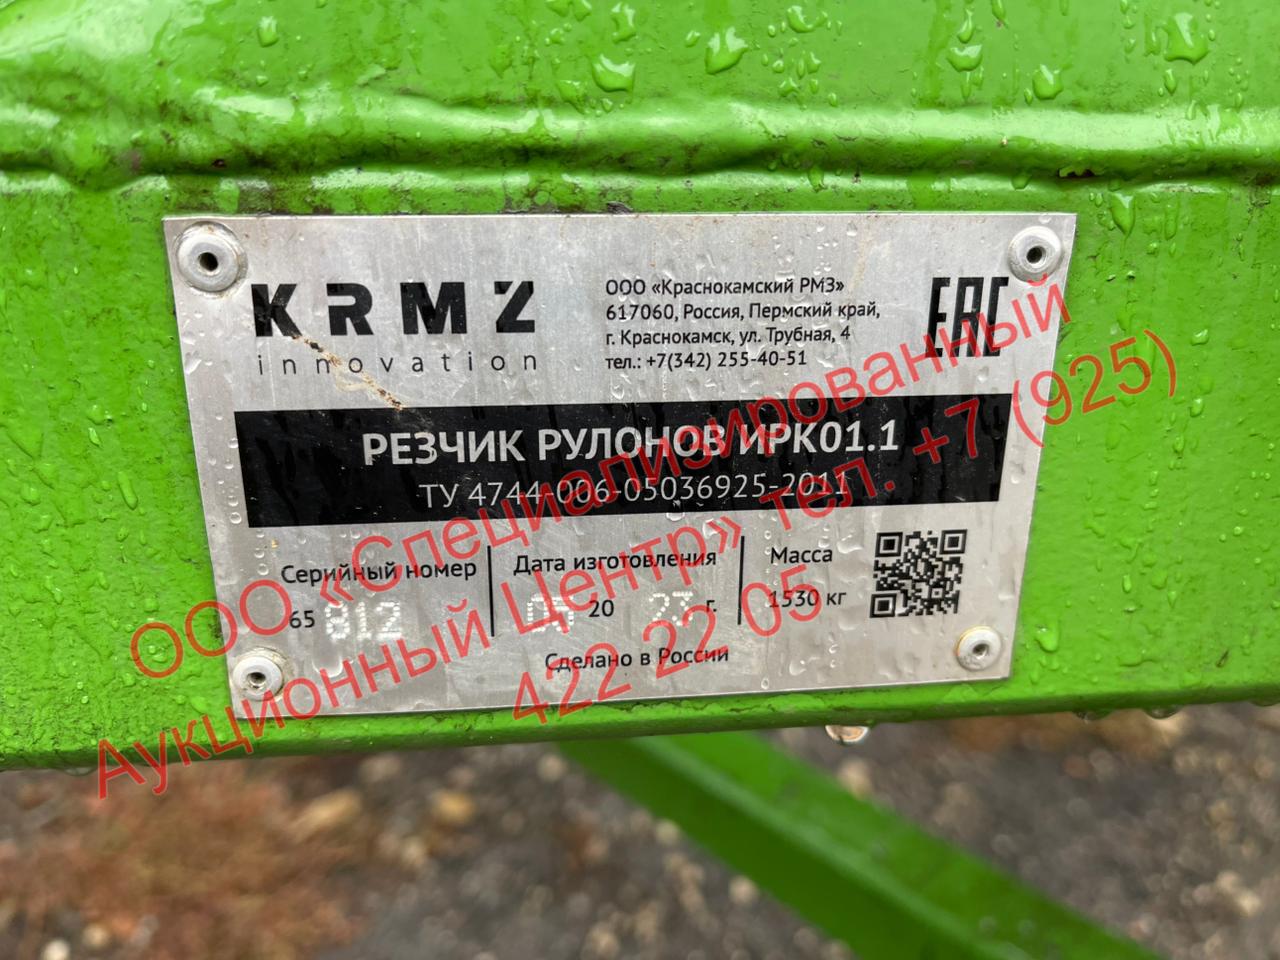 KRMZ
innovation
ООО «Краснокамский РМЗ»
617060, Россия, Пермский край,
г. Краснокамск, ул. Трубная, 4
тел.: +7(342) 255-40-51
EAC
РЕЗЧИК РУЛОНОВ ИРК01.1
ТУ 4744-006-05036925-2011
Серийный номер
65 812
Дата изготовления
05 20 23 г.
Масса
1530 кг
Сделано в России
ООО «Специализированный
Аукционный Центр» тел. +7 (925)
422 22 05